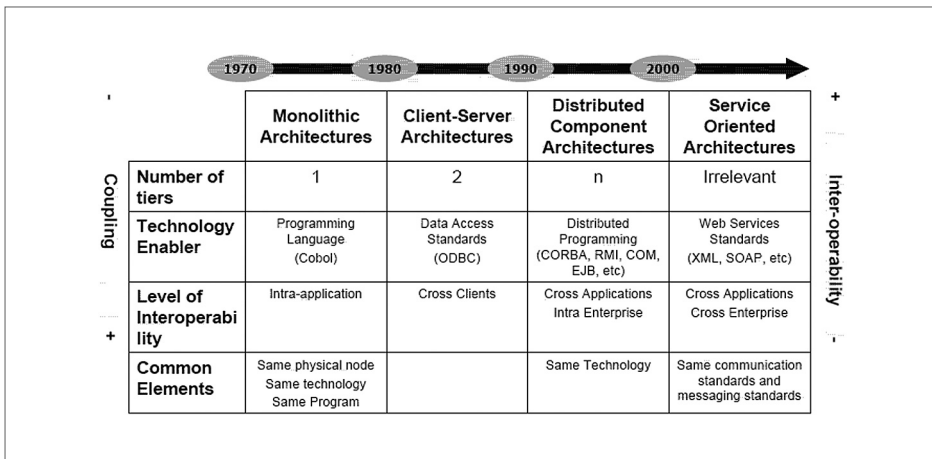 1970 1980 1990 2000
- +
Monolithic Architectures Client-Server Architectures Distributed Component Architectures Service Oriented Architectures
Coupling
Inter-operability
Number of tiers 1 2 n Irrelevant
Technology Enabler Programming Language (Cobol) Data Access Standards (ODBC) Distributed Programming (CORBA, RMI, COM, EJB, etc) Web Services Standards (XML, SOAP, etc)
Level of Interoperabi lity Intra-application Cross Clients Cross Applications Intra Enterprise Cross Applications Cross Enterprise
+ -
Common Elements Same physical node Same technology Same Program Same Technology Same communication standards and messaging standards